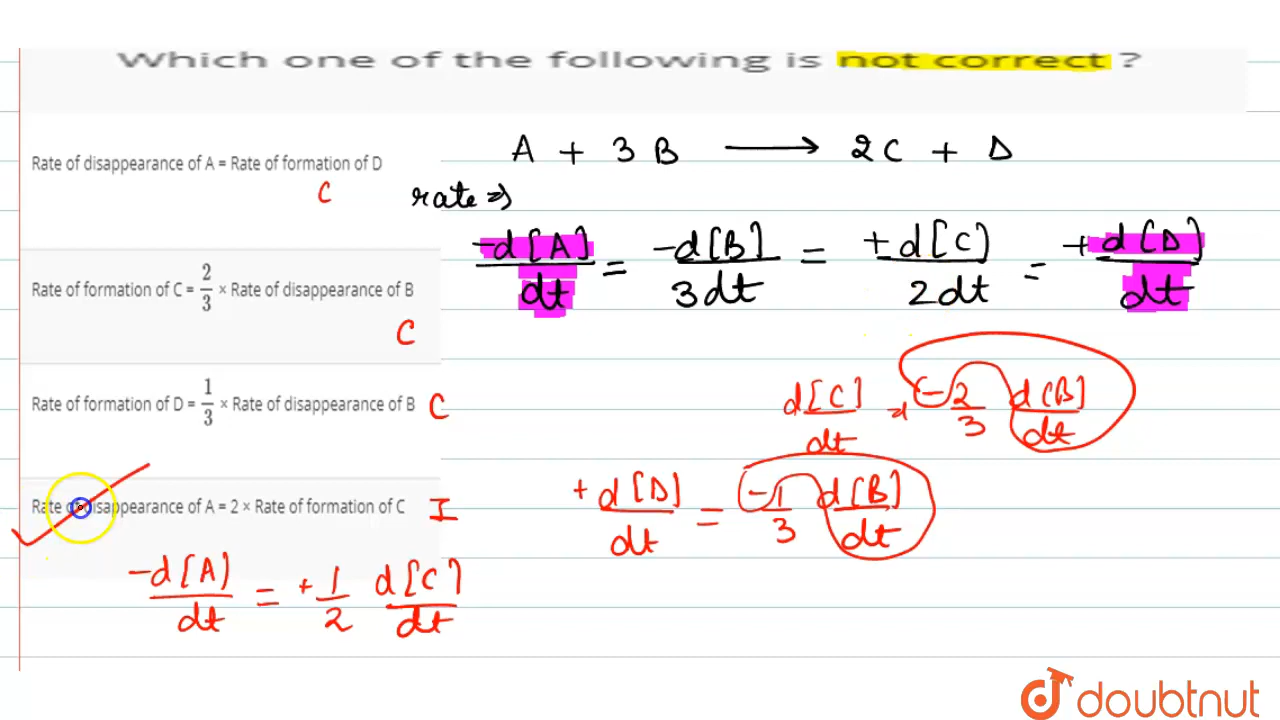 Which one of the following is not correct ?
A + 3 B ⟶ 2C + D
Rate of disappearance of A = Rate of formation of D
C
rate ⇒
-d[A]/dt = -d[B]/3dt = +d[C]/2dt = +d[D]/dt
Rate of formation of C = 2/3 × Rate of disappearance of B
C
d[C]/dt = -2/3 d[B]/dt
Rate of formation of D = 1/3 × Rate of disappearance of B C
+ d[D]/dt = -1/3 d[B]/dt
Rate of disappearance of A = 2 × Rate of formation of C I
-d[A]/dt = +1/2 d[C]/dt
doubtnut